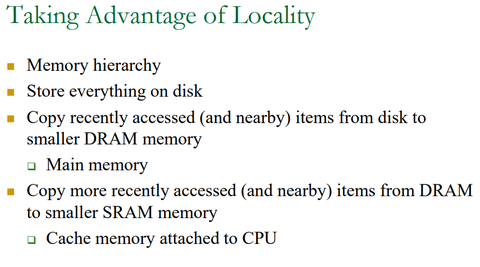 Taking Advantage of Locality
Memory hierarchy
Store everything on disk
Copy recently accessed (and nearby) items from disk to
smaller DRAM memory
Main memory
Copy more recently accessed (and nearby) items from DRAM
to smaller SRAM memory
Cache memory attached to CPU